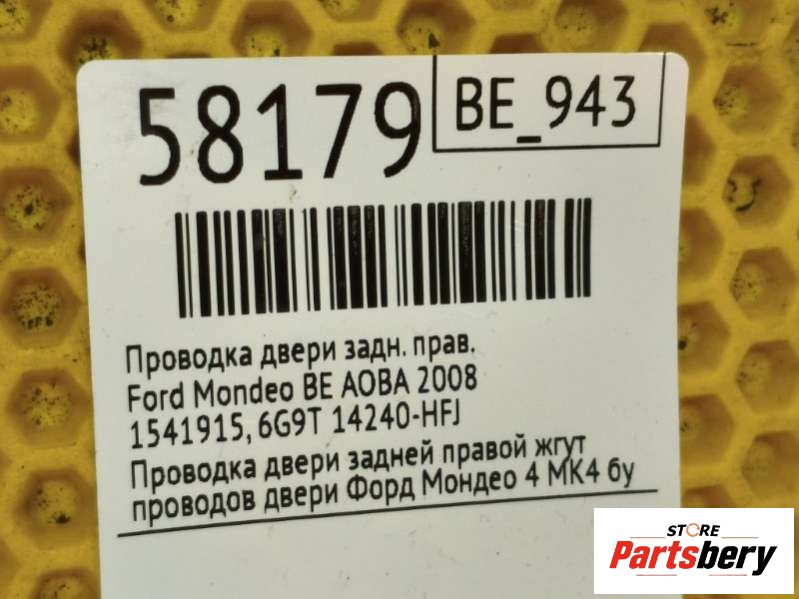 58179
BE_943
Проводка двери задн. прав.
Ford Mondeo BE AOBA 2008
1541915, 6G9T 14240-HFJ
Проводка двери задней правой жгут
проводов двери Форд Мондео 4 МК4 бу
STORE
Partsbery